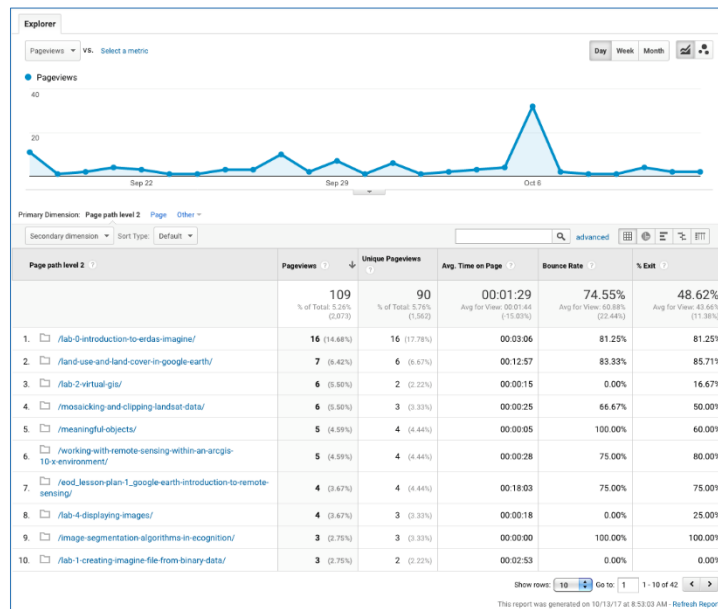 Explorer
Pageviews VS. Select a metric Day Week Month
Pageviews
40
20
Sep 22 Sep 29 Oct 6
Primary Dimension: Page path level 2 Page Other
Secondary dimension Sort Type: Default advanced
Page path level 2 Pageviews Unique Pageviews Avg. Time on Page Bounce Rate % Exit
109 90 00:01:29 74.55% 48.62%
% of Total: 5.26% % of Total: 5.76% Avg for View: 00:01:44 Avg for View: 60.88% Avg for View: 43.66%
(2,073) (1,562) (-15.03%) (22.44%) (11.38%)
1. /lab-0-introduction-to-erdas-imagine/ 16 (14.68%) 16 (17.78%) 00:03:06 81.25% 81.25%
2. /land-use-and-land-cover-in-google-earth/ 7 (6.42%) 6 (6.67%) 00:12:57 83.33% 85.71%
3. /lab-2-virtual-gis/ 6 (5.50%) 2 (2.22%) 00:00:15 0.00% 16.67%
4. /mosaicking-and-clipping-landsat-data/ 6 (5.50%) 3 (3.33%) 00:00:25 66.67% 50.00%
5. /meaningful-objects/ 5 (4.59%) 4 (4.44%) 00:00:05 100.00% 60.00%
6. /working-with-remote-sensing-within-an-arcgis-
10-x-environment/ 5 (4.59%) 4 (4.44%) 00:00:28 75.00% 80.00%
7. /eod_lesson-plan-1_google-earth-introduction-to-remote-
sensing/ 4 (3.67%) 4 (4.44%) 00:18:03 75.00% 75.00%
8. /lab-4-displaying-images/ 4 (3.67%) 3 (3.33%) 00:00:18 0.00% 25.00%
9. /image-segmentation-algorithms-in-ecognition/ 3 (2.75%) 3 (3.33%) 00:00:00 100.00% 100.00%
10. /lab-1-creating-imagine-file-from-binary-data/ 3 (2.75%) 2 (2.22%) 00:02:53 0.00% 0.00%
Show rows: 10 Go to: 1 1 - 10 of 42
This report was generated on 10/13/17 at 8:53:03 AM - Refresh Report